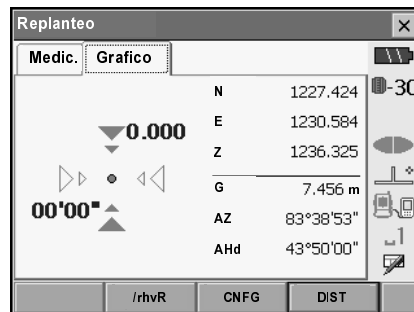 Replanteo
Medic. Grafico
N 1227.424
-30
E 1230.584
0.000
Z 1236.325
G 7.456 m
00'00"
AZ 83°38'53"
AHd 43°50'00"
1
/rhvR CNFG DIST